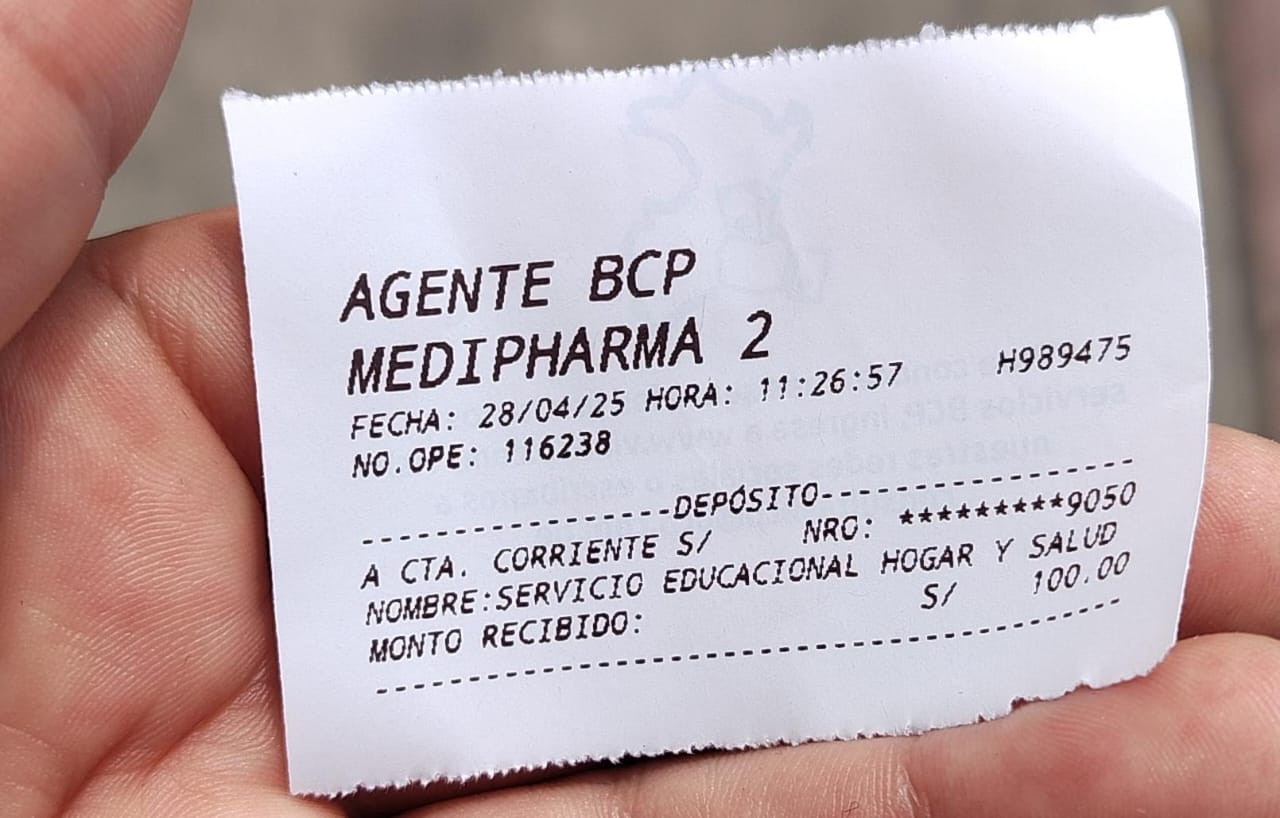 AGENTE BCP
MEDIPHARMA 2
FECHA: 28/04/25 HORA: 11:26:57 H989475
NO.OPE: 116238
----------------DEPÓSITO----------------
A CTA. CORRIENTE S/ NRO: *********9050
NOMBRE:SERVICIO EDUCACIONAL HOGAR Y SALUD
MONTO RECIBIDO: S/ 100.00
----------------------------------------